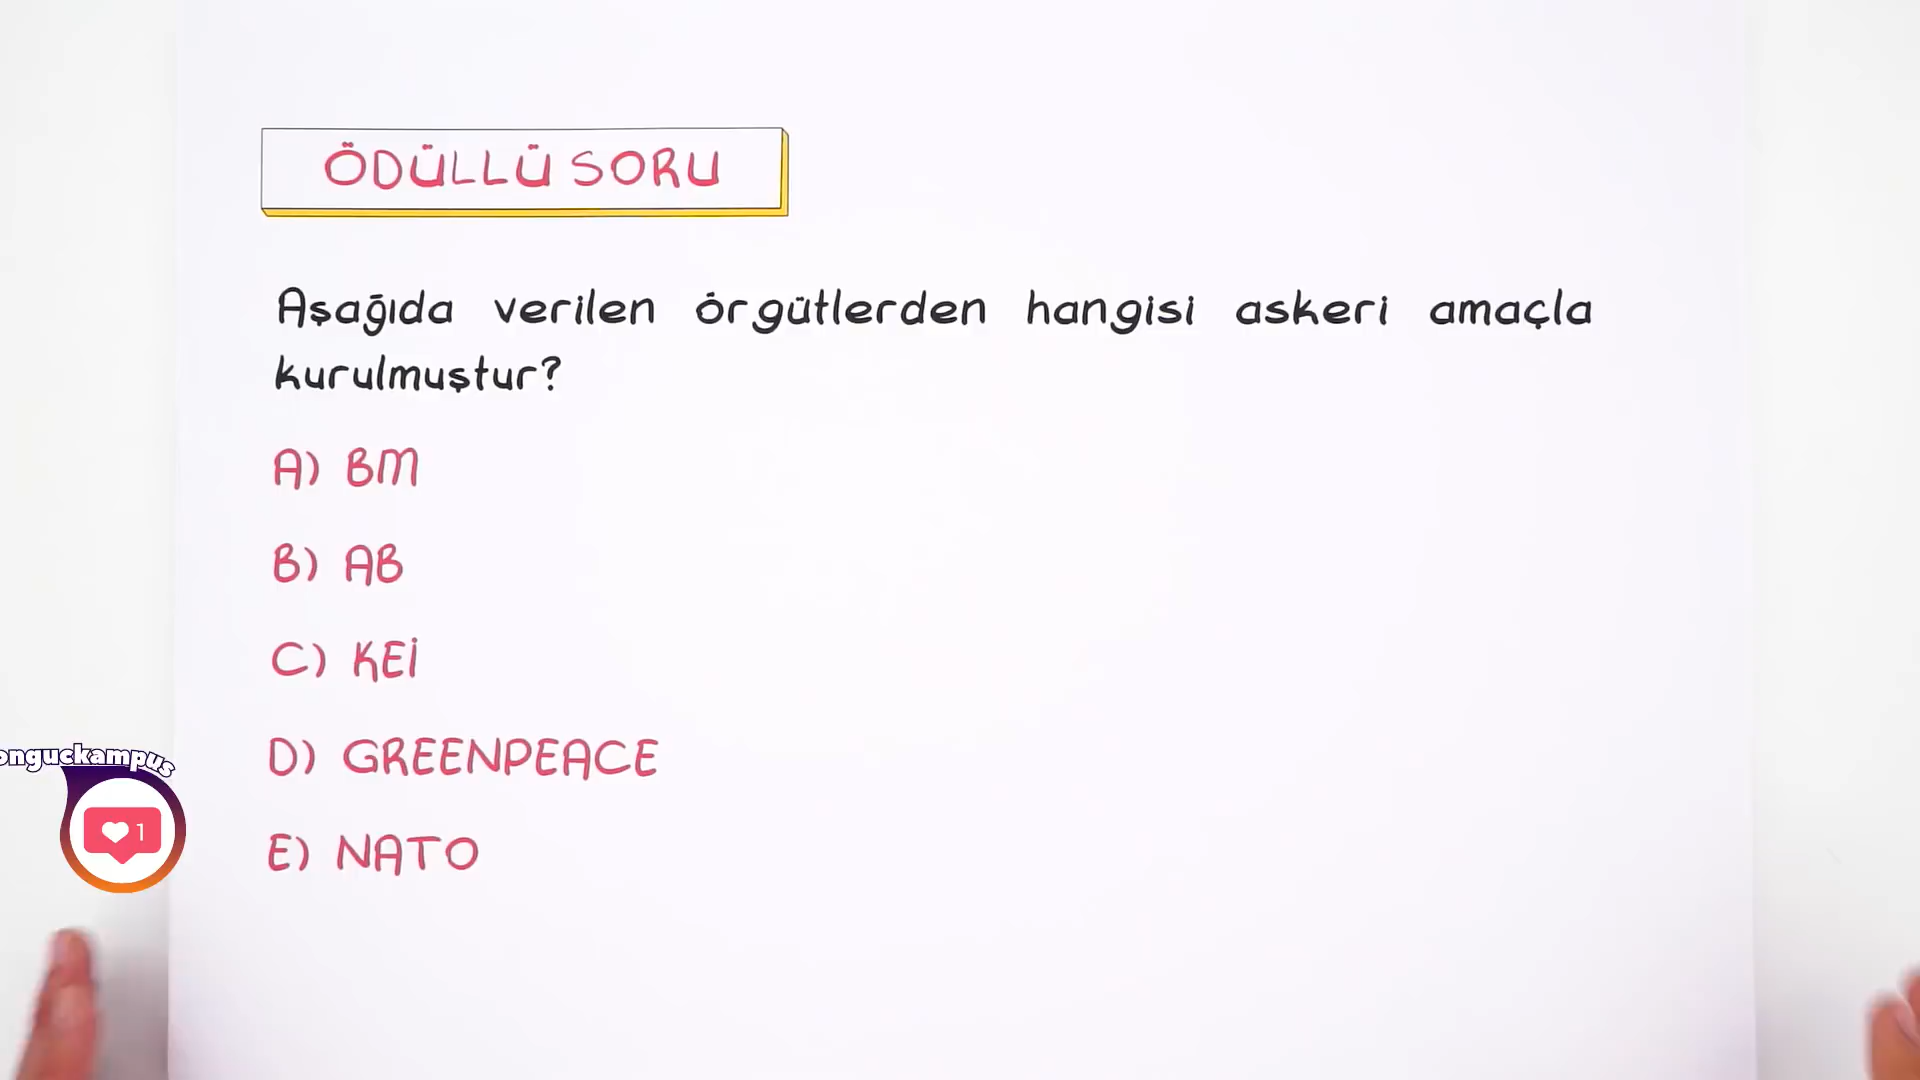 ÖDÜLLÜ SORU
Aşağıda verilen örgütlerden hangisi askeri amaçla
kurulmuştur?
A) BM
B) AB
C) KEİ
D) GREENPEACE
onguckampus
1
E) NATO